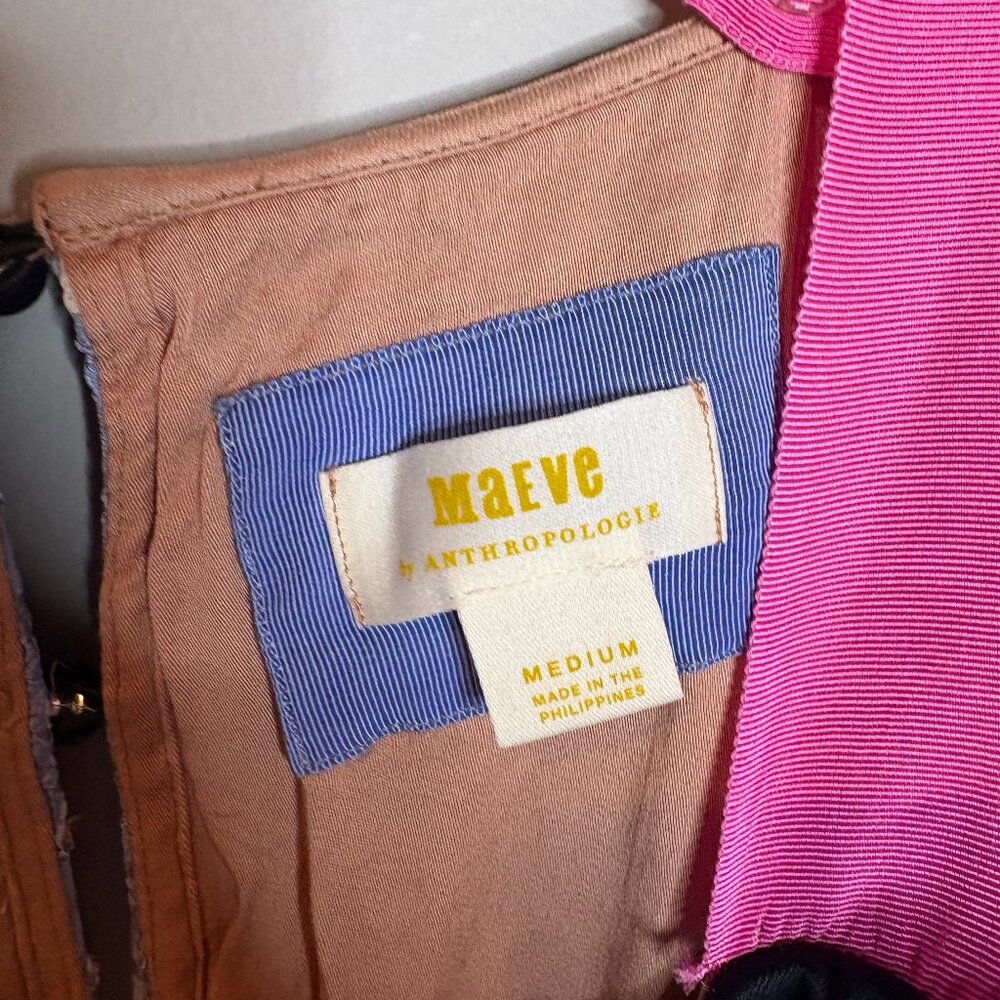 MaEVe
by ANTHROPOLOGIE
MEDIUM
MADE IN THE
PHILIPPINES